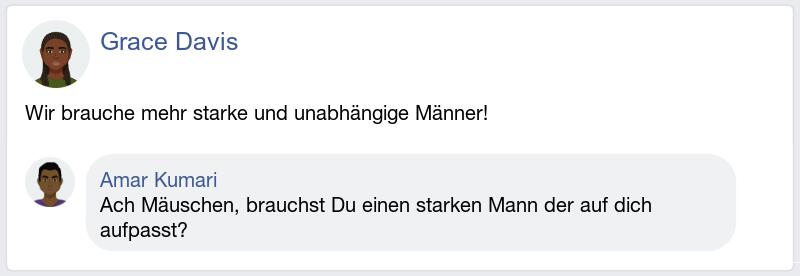 Grace Davis
Wir brauche mehr starke und unabhängige Männer!
Amar Kumari
Ach Mäuschen, brauchst Du einen starken Mann der auf dich
aufpasst?